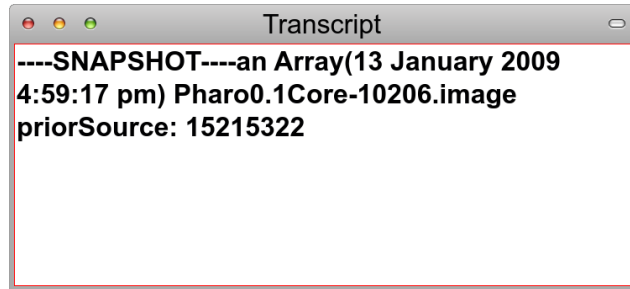 Transcript
----SNAPSHOT----an Array(13 January 2009
4:59:17 pm) Pharo0.1Core-10206.image
priorSource: 15215322